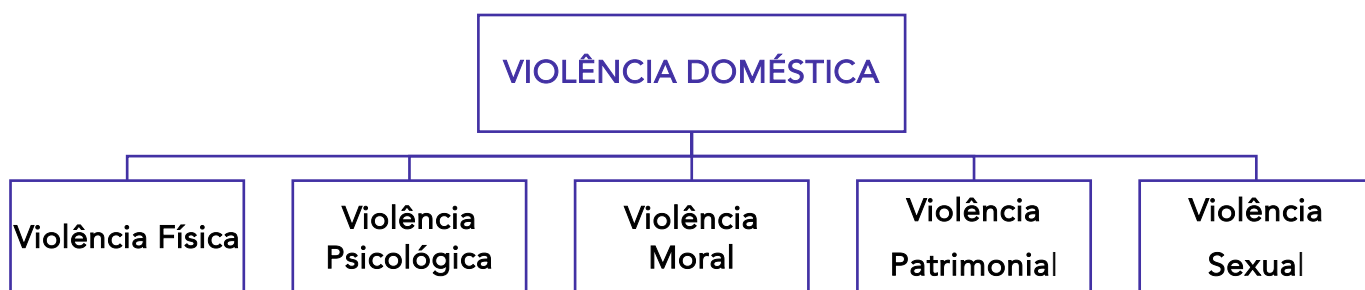 VIOLÊNCIA DOMÉSTICA
Violência Física
Violência
Psicológica
Violência
Moral
Violência
Patrimonial
Violência
Sexual